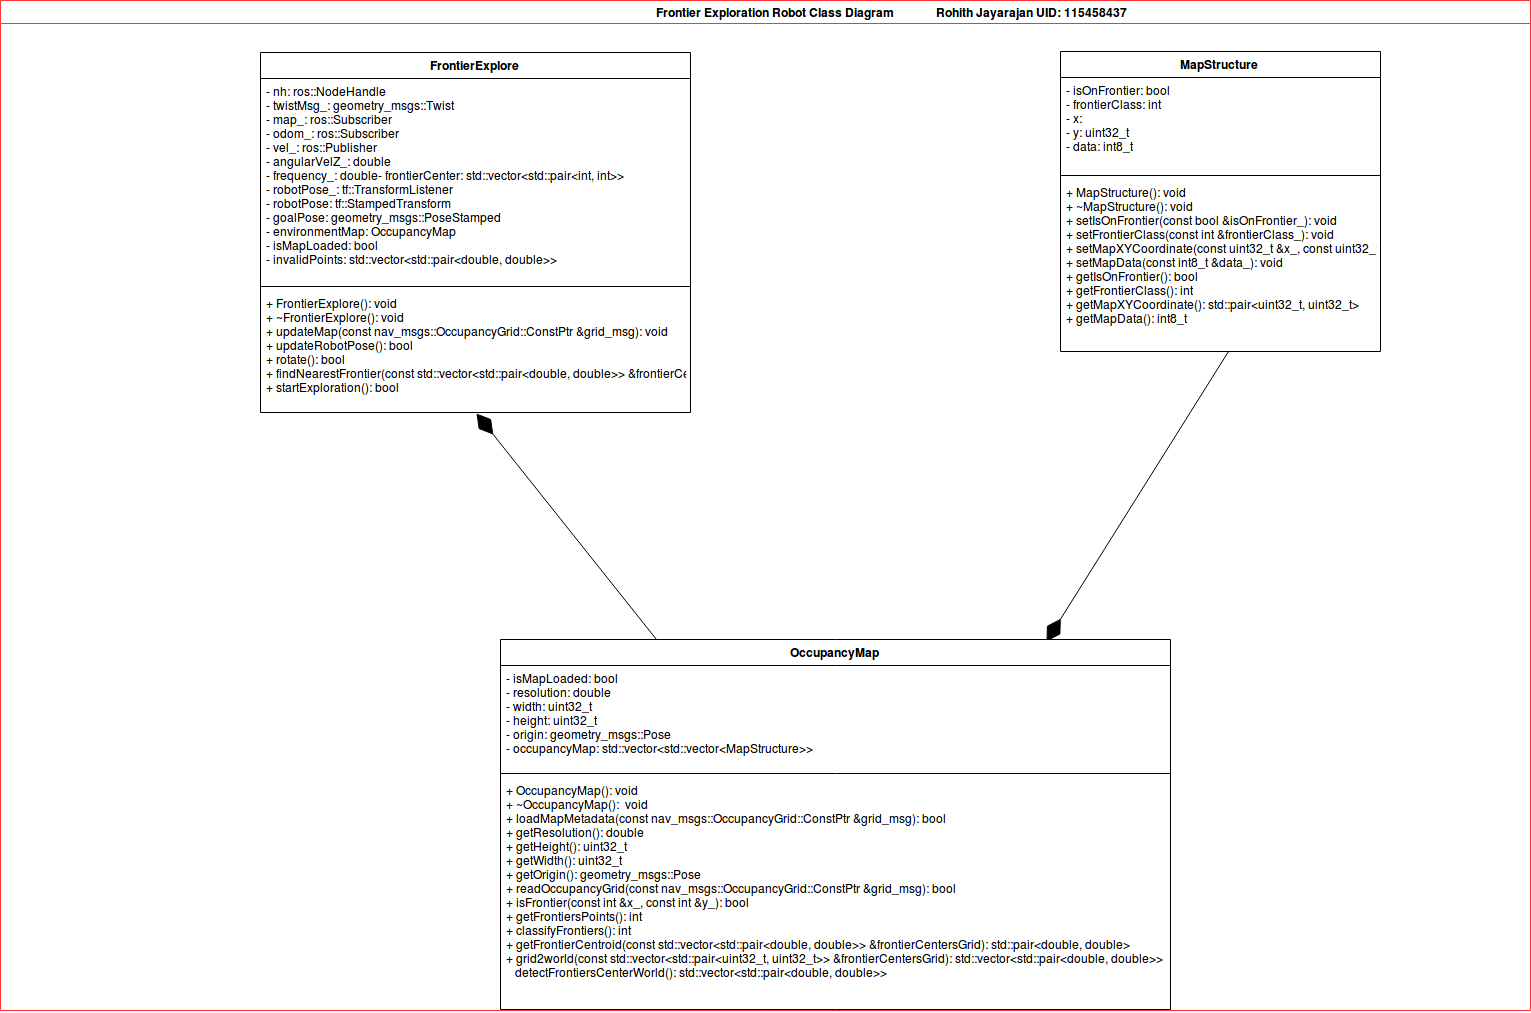 Frontier Exploration Robot Class Diagram Rohith Jayarajan UID: 115458437
FrontierExplore
- nh: ros::NodeHandle
- twistMsg_: geometry_msgs::Twist
- map_: ros::Subscriber
- odom_: ros::Subscriber
- vel_: ros::Publisher
- angularVelZ_: double
- frequency_: double- frontierCenter: std::vector<std::pair<int, int>>
- robotPose_: tf::TransformListener
- robotPose: tf::StampedTransform
- goalPose: geometry_msgs::PoseStamped
- environmentMap: OccupancyMap
- isMapLoaded: bool
- invalidPoints: std::vector<std::pair<double, double>>
+ FrontierExplore(): void
+ ~FrontierExplore(): void
+ updateMap(const nav_msgs::OccupancyGrid::ConstPtr &grid_msg): void
+ updateRobotPose(): bool
+ rotate(): bool
+ findNearestFrontier(const std::vector<std::pair<double, double>> &frontierCe
+ startExploration(): bool
MapStructure
- isOnFrontier: bool
- frontierClass: int
- x:
- y: uint32_t
- data: int8_t
+ MapStructure(): void
+ ~MapStructure(): void
+ setIsOnFrontier(const bool &isOnFrontier_): void
+ setFrontierClass(const int &frontierClass_): void
+ setMapXYCoordinate(const uint32_t &x_, const uint32_
+ setMapData(const int8_t &data_): void
+ getIsOnFrontier(): bool
+ getFrontierClass(): int
+ getMapXYCoordinate(): std::pair<uint32_t, uint32_t>
+ getMapData(): int8_t
OccupancyMap
- isMapLoaded: bool
- resolution: double
- width: uint32_t
- height: uint32_t
- origin: geometry_msgs::Pose
- occupancyMap: std::vector<std::vector<MapStructure>>
+ OccupancyMap(): void
+ ~OccupancyMap(): void
+ loadMapMetadata(const nav_msgs::OccupancyGrid::ConstPtr &grid_msg): bool
+ getResolution(): double
+ getHeight(): uint32_t
+ getWidth(): uint32_t
+ getOrigin(): geometry_msgs::Pose
+ readOccupancyGrid(const nav_msgs::OccupancyGrid::ConstPtr &grid_msg): bool
+ isFrontier(const int &x_, const int &y_): bool
+ getFrontiersPoints(): int
+ classifyFrontiers(): int
+ getFrontierCentroid(const std::vector<std::pair<double, double>> &frontierCentersGrid): std::pair<double, double>
+ grid2world(const std::vector<std::pair<uint32_t, uint32_t>> &frontierCentersGrid): std::vector<std::pair<double, double>>
detectFrontiersCenterWorld(): std::vector<std::pair<double, double>>